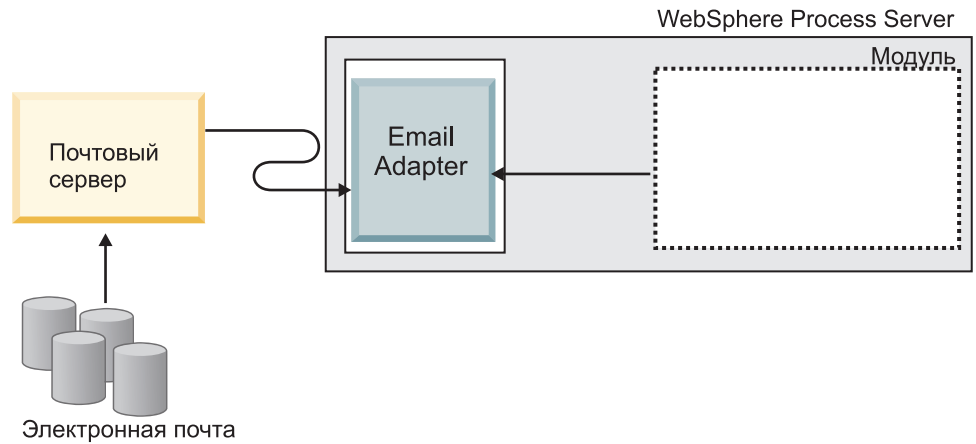 WebSphere Process Server
Модуль
Email
Adapter
Почтовый
сервер
Электронная почта